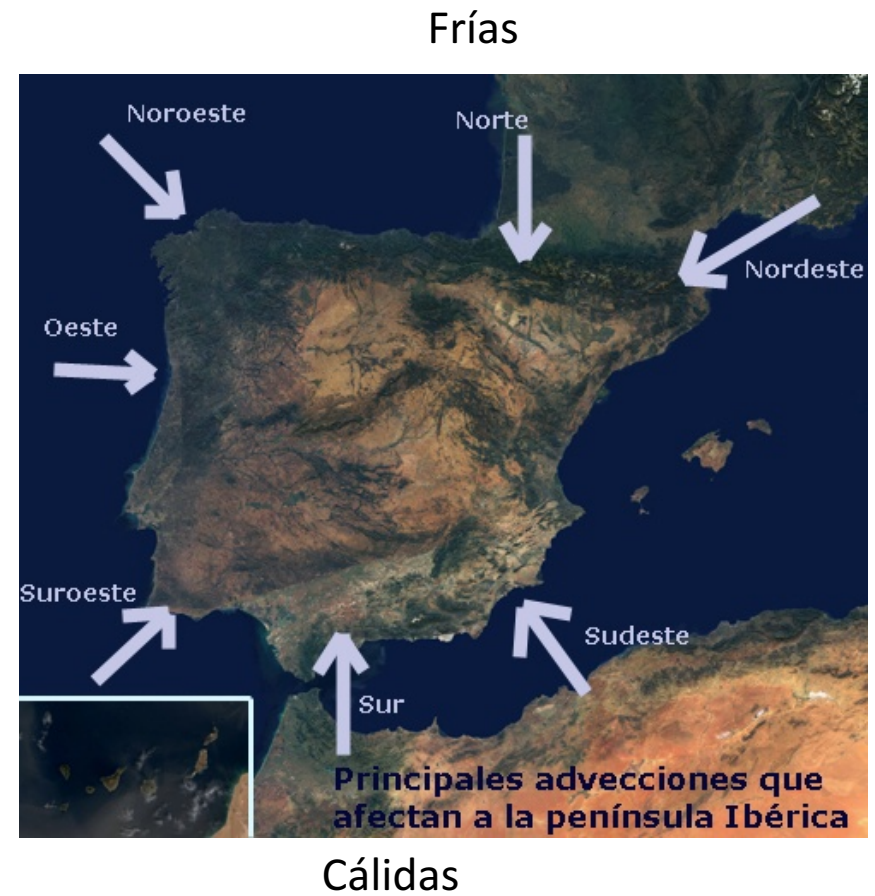 Frías
Noroeste
Norte
Nordeste
Oeste
Suroeste
Sudeste
Sur
Principales advecciones que
afectan a la península Ibérica
Cálidas